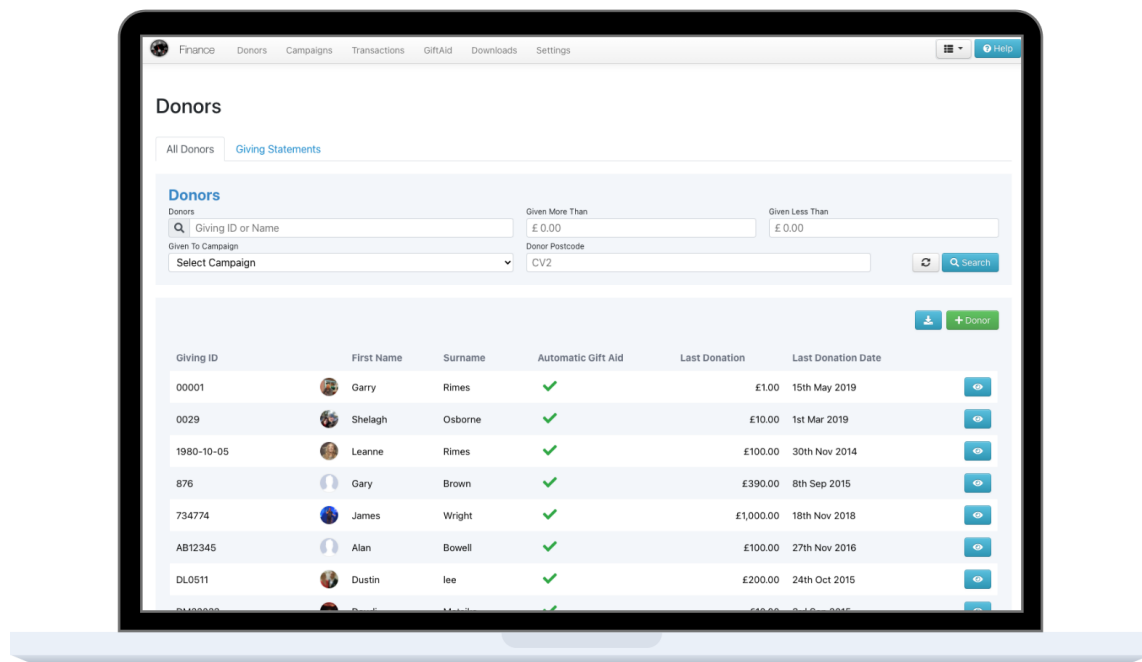 Finance Donors Campaigns Transactions GiftAid Downloads Settings Help
Donors
All Donors Giving Statements
Donors
Donors Given More Than Given Less Than
Giving ID or Name £ 0.00 £ 0.00
Given To Campaign Donor Postcode
Select Campaign CV2 Search
+ Donor
Giving ID First Name Surname Automatic Gift Aid Last Donation Last Donation Date
00001 Garry Rimes £1.00 15th May 2019
0029 Shelagh Osborne £10.00 1st Mar 2019
1980-10-05 Leanne Rimes £100.00 30th Nov 2014
876 Gary Brown £390.00 8th Sep 2015
734774 James Wright £1,000.00 18th Nov 2018
AB12345 Alan Bowell £100.00 27th Nov 2016
DL0511 Dustin lee £200.00 24th Oct 2015